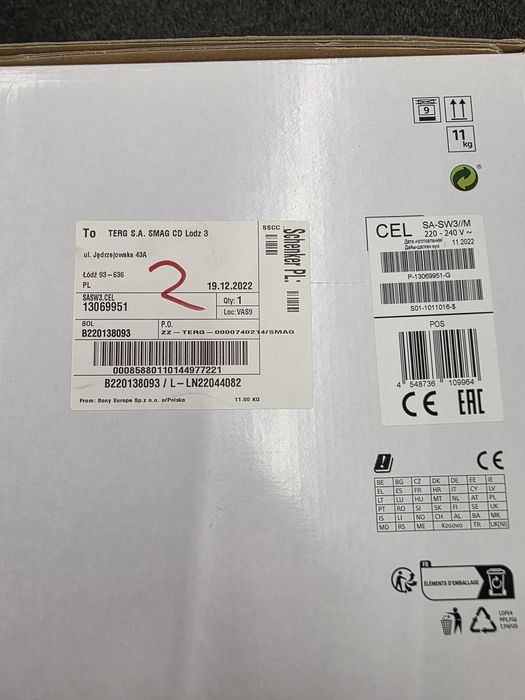 9
11
kg
To TERG S.A. SMAG CD Lodz 3
ul. Jędrzejowska 43A
Łódź 93-636
PL 19.12.2022
SASW3.CEL
13069951
Qty: 1
Loc: VAS9
BOL
B220138093
P.O.
ZZ-TERG-0000740214/SMAG
00085880110144977221
B220138093 / L-LN22044082
From: Sony Europe Sp.z o.o. o/Polska 11.00 KG
SSCC
Schenker PL:
2
CEL SA-SW3//M
220 - 240 V ~
Дата изготовления: 11.2022
P-13069951-G
S01-1011016-$
POS
4 548736 109964
CE EAC
CE
BE BG CZ DK DE EE IE
EL ES FR HR IT CY LV
LT LU HU MT NL AT PL
PT RO SI SK FI SE UK
IS LI NO CH AL BA MK
MD RS ME Kosovo TR UK(NI)
FR
ÉLÉMENTS D'EMBALLAGE